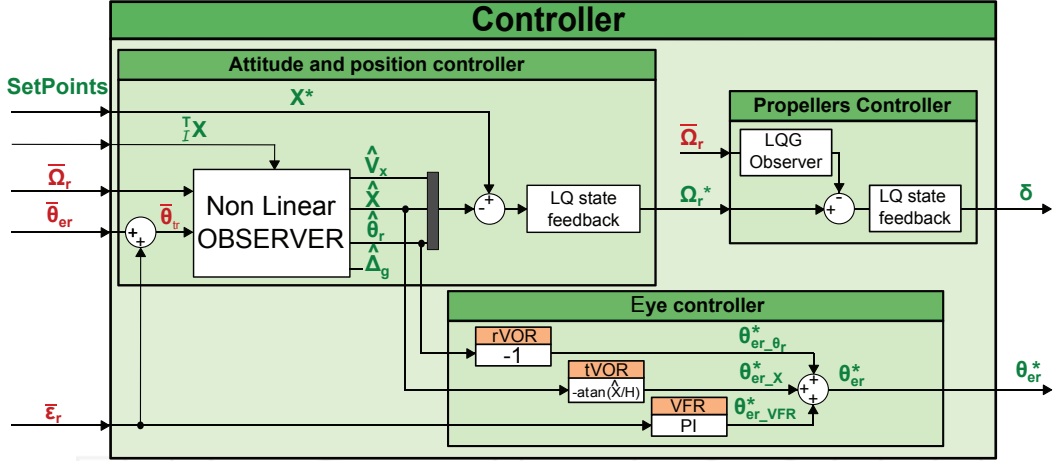 Controller
Attitude and position controller
SetPoints
X*
T I X
Ω̄r
θ̄er
+
+
θ̄tr
Non Linear
OBSERVER
V̂x
X̂
θ̂r
Δ̂g
+
-
LQ state
feedback
Ωr*
Propellers Controller
Ω̄r
LQG
Observer
-
+
LQ state
feedback
δ
Eye controller
rVOR
-1
θ*er_θr
tVOR
-atan(X̂/H)
θ*er_X
VFR
PI
θ*er_VFR
+
+
+
θ*er
θ*er
ε̄r